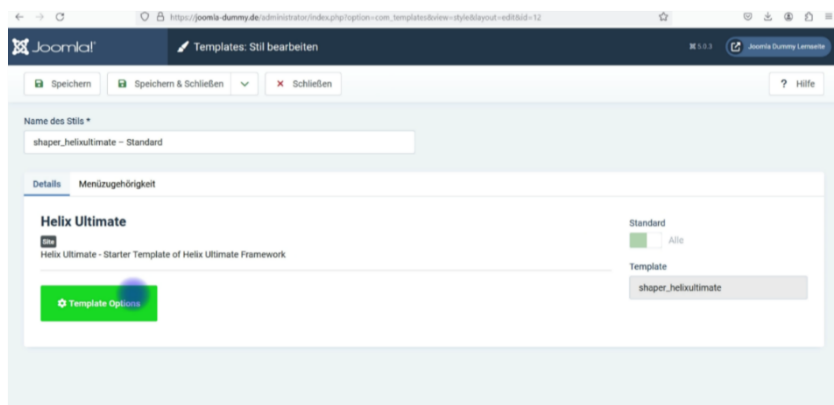 https://joomla-dummy.de/administrator/index.php?option=com_templates&view=style&layout=edit&id=12
Joomla!
Templates: Stil bearbeiten
5.0.3
Joomla Dummy Lernseite
Speichern
Speichern & Schließen
Schließen
? Hilfe
Name des Stils *
shaper_helixultimate – Standard
Details
Menüzugehörigkeit
Helix Ultimate
Site
Helix Ultimate - Starter Template of Helix Ultimate Framework
Template Options
Standard
Alle
Template
shaper_helixultimate